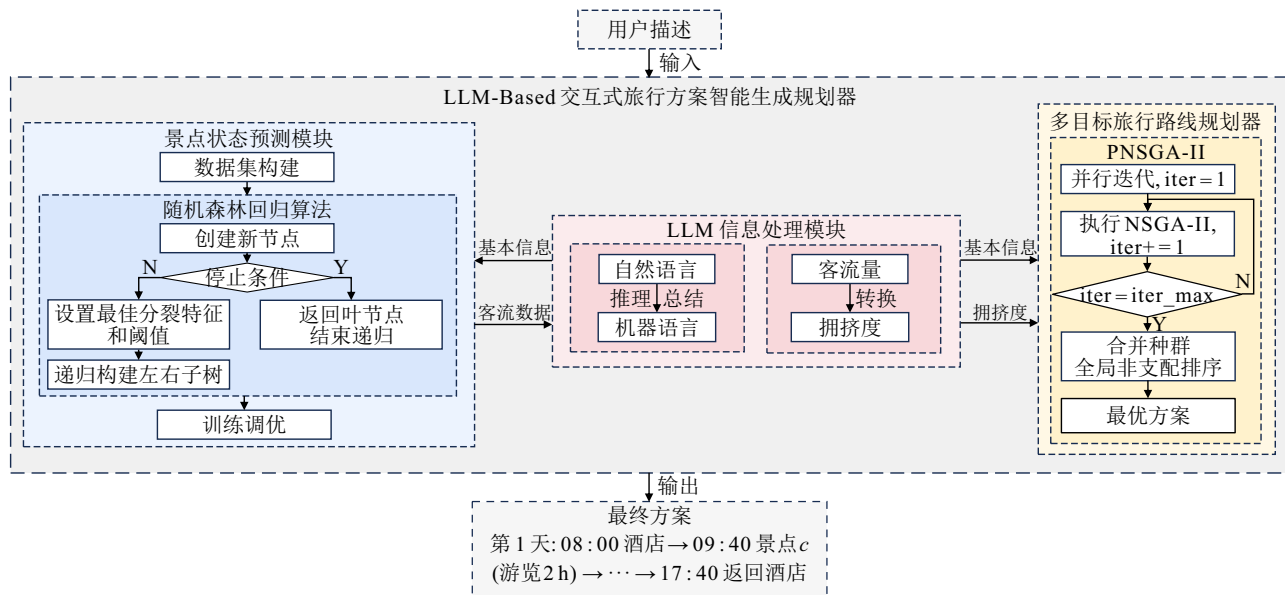 用户描述
输入
LLM-Based 交互式旅行方案智能生成规划器
景点状态预测模块
数据集构建
随机森林回归算法
创建新节点
停止条件
N
Y
设置最佳分裂特征
和阈值
返回叶节点
结束递归
递归构建左右子树
训练调优
基本信息
客流数据
LLM 信息处理模块
自然语言
推理
总结
机器语言
客流量
转换
拥挤度
基本信息
拥挤度
多目标旅行路线规划器
PNSGA-II
并行迭代, iter = 1
执行 NSGA-II,
iter+ = 1
iter = iter_max
N
Y
合并种群
全局非支配排序
最优方案
输出
最终方案
第 1 天: 08 : 00 酒店 → 09 : 40 景点c
(游览 2 h) → ⋯ → 17 : 40 返回酒店